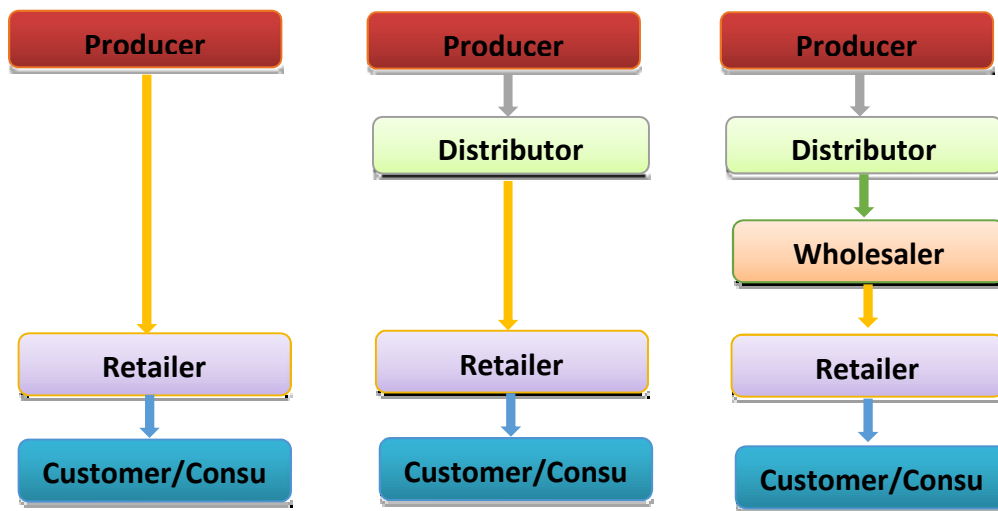 Producer
Retailer
Customer/Consu
Producer
Distributor
Retailer
Customer/Consu
Producer
Distributor
Wholesaler
Retailer
Customer/Consu